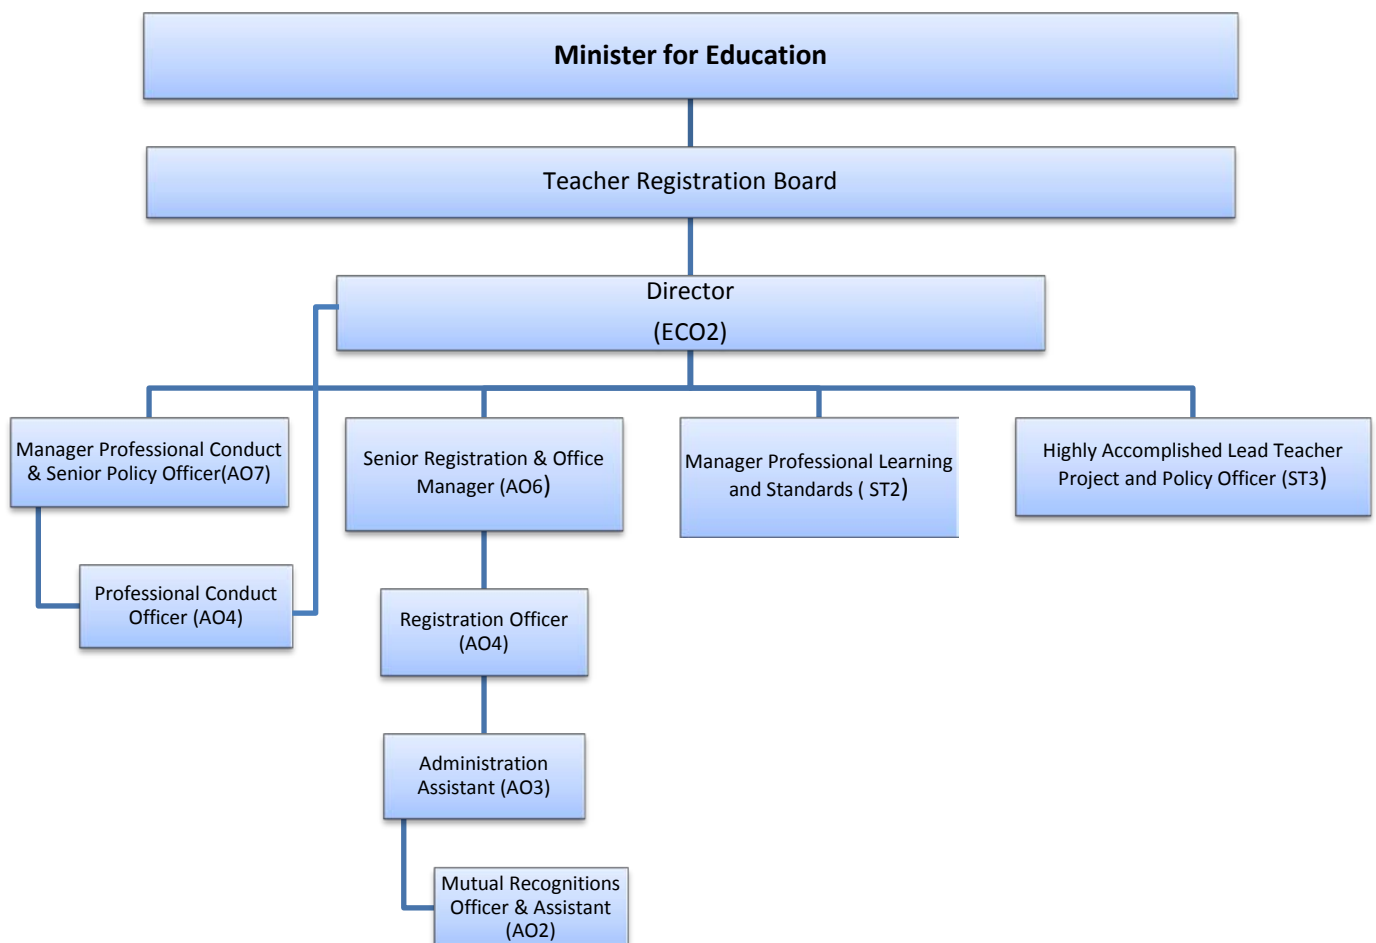 Minister for Education
Teacher Registration Board
Director
(ECO2)
Manager Professional Conduct
& Senior Policy Officer(AO7)
Senior Registration & Office
Manager (AO6)
Manager Professional Learning
and Standards ( ST2)
Highly Accomplished Lead Teacher
Project and Policy Officer (ST3)
Professional Conduct
Officer (AO4)
Registration Officer
(AO4)
Administration
Assistant (AO3)
Mutual Recognitions
Officer & Assistant
(AO2)